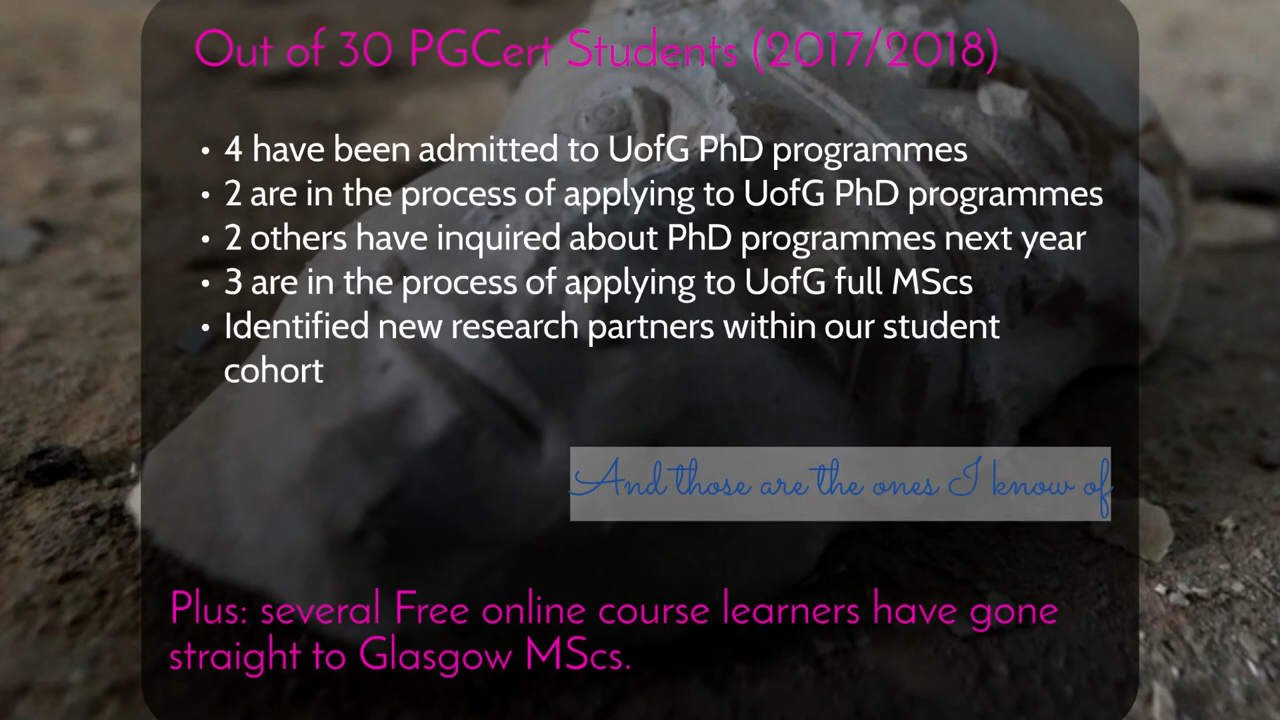 Out of 30 PGCert Students (2017/2018)
• 4 have been admitted to UofG PhD programmes
• 2 are in the process of applying to UofG PhD programmes
• 2 others have inquired about PhD programmes next year
• 3 are in the process of applying to UofG full MScs
• Identified new research partners within our student
cohort
And those are the ones I know of
Plus: several Free online course learners have gone
straight to Glasgow MScs.